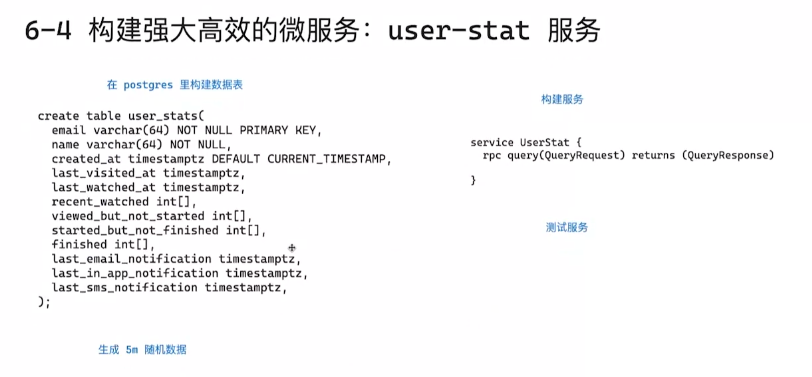 6-4 构建强大高效的微服务：user-stat 服务
在 postgres 里构建数据表
create table user_stats(
email varchar(64) NOT NULL PRIMARY KEY,
name varchar(64) NOT NULL,
created_at timestamptz DEFAULT CURRENT_TIMESTAMP,
last_visited_at timestamptz,
last_watched_at timestamptz,
recent_watched int[],
viewed_but_not_started int[],
started_but_not_finished int[],
finished int[],
last_email_notification timestamptz,
last_in_app_notification timestamptz,
last_sms_notification timestamptz,
);
生成 5m 随机数据
构建服务
service UserStat {
rpc query(QueryRequest) returns (QueryResponse)
}
测试服务